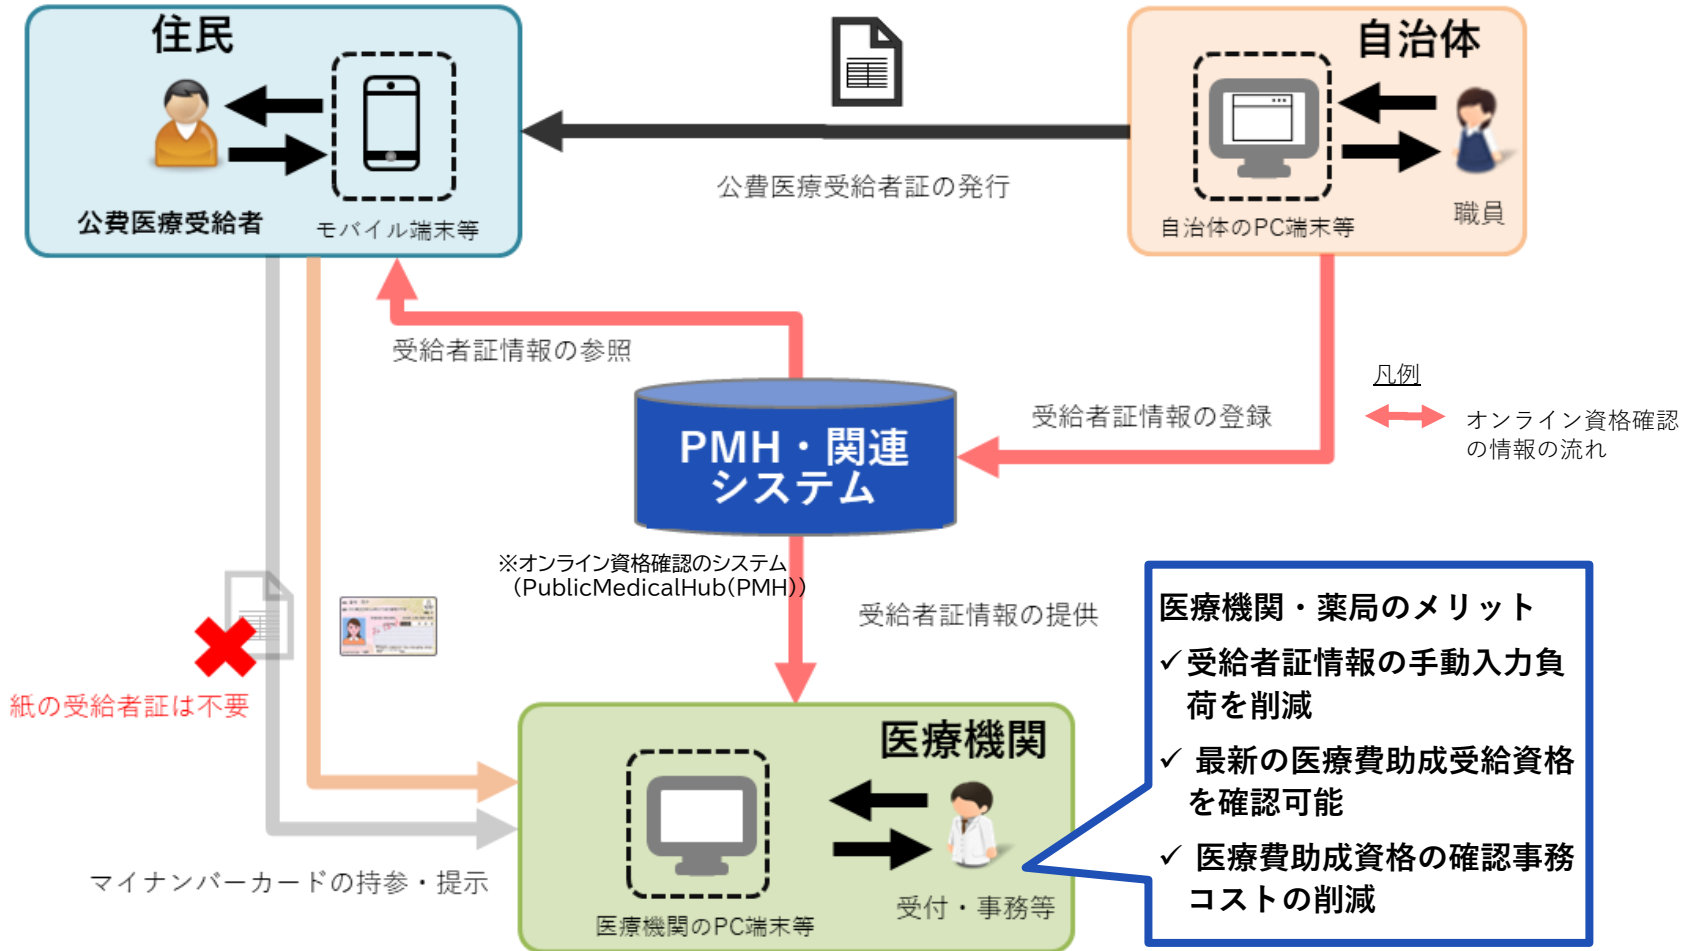 住民
公費医療受給者
モバイル端末等
公費医療受給者証の発行
自治体
自治体のPC端末等
職員
受給者証情報の参照
受給者証情報の登録
凡例
オンライン資格確認
の情報の流れ
PMH・関連
システム
※オンライン資格確認のシステム
(PublicMedicalHub(PMH))
受給者証情報の提供
紙の受給者証は不要
マイナンバーカードの持参・提示
医療機関
医療機関のPC端末等
受付・事務等
医療機関・薬局のメリット
✓受給者証情報の手動入力負
荷を削減
✓ 最新の医療費助成受給資格
を確認可能
✓ 医療費助成資格の確認事務
コストの削減